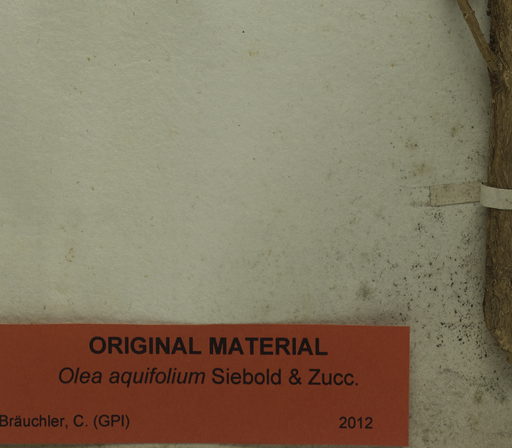 ORIGINAL MATERIAL
Olea aquifolium Siebold & Zucc.
Bräuchler, C. (GPI) 2012